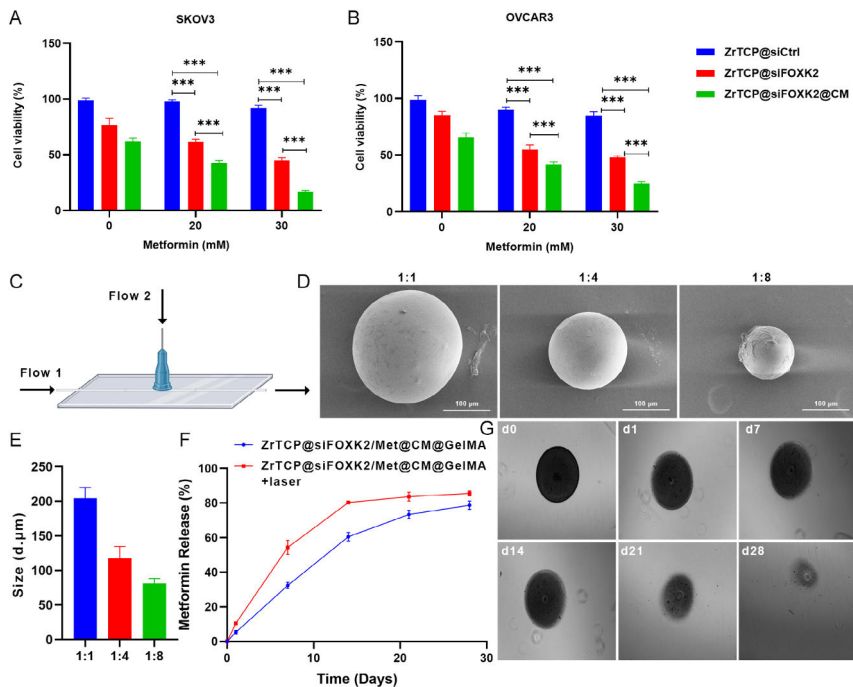 A
SKOV3
150
100
50
0
Cell viability (%)
***
***
***
***
***
***
0
20
30
Metformin (mM)
B
OVCAR3
150
100
50
0
Cell viability (%)
***
***
***
***
***
***
0
20
30
Metformin (mM)
ZrTCP@siCtrl
ZrTCP@siFOXK2
ZrTCP@siFOXK2@CM
C
Flow 2
Flow 1
D
1:1
1:4
1:8
100 μm
100 μm
100 μm
E
250
200
150
100
50
0
Size (d.μm)
1:1
1:4
1:8
F
ZrTCP@siFOXK2/Met@CM@GelMA
ZrTCP@siFOXK2/Met@CM@GelMA
+laser
100
80
60
40
20
0
Metformin Release (%)
0
10
20
30
Time (Days)
G
d0
d1
d7
d14
d21
d28